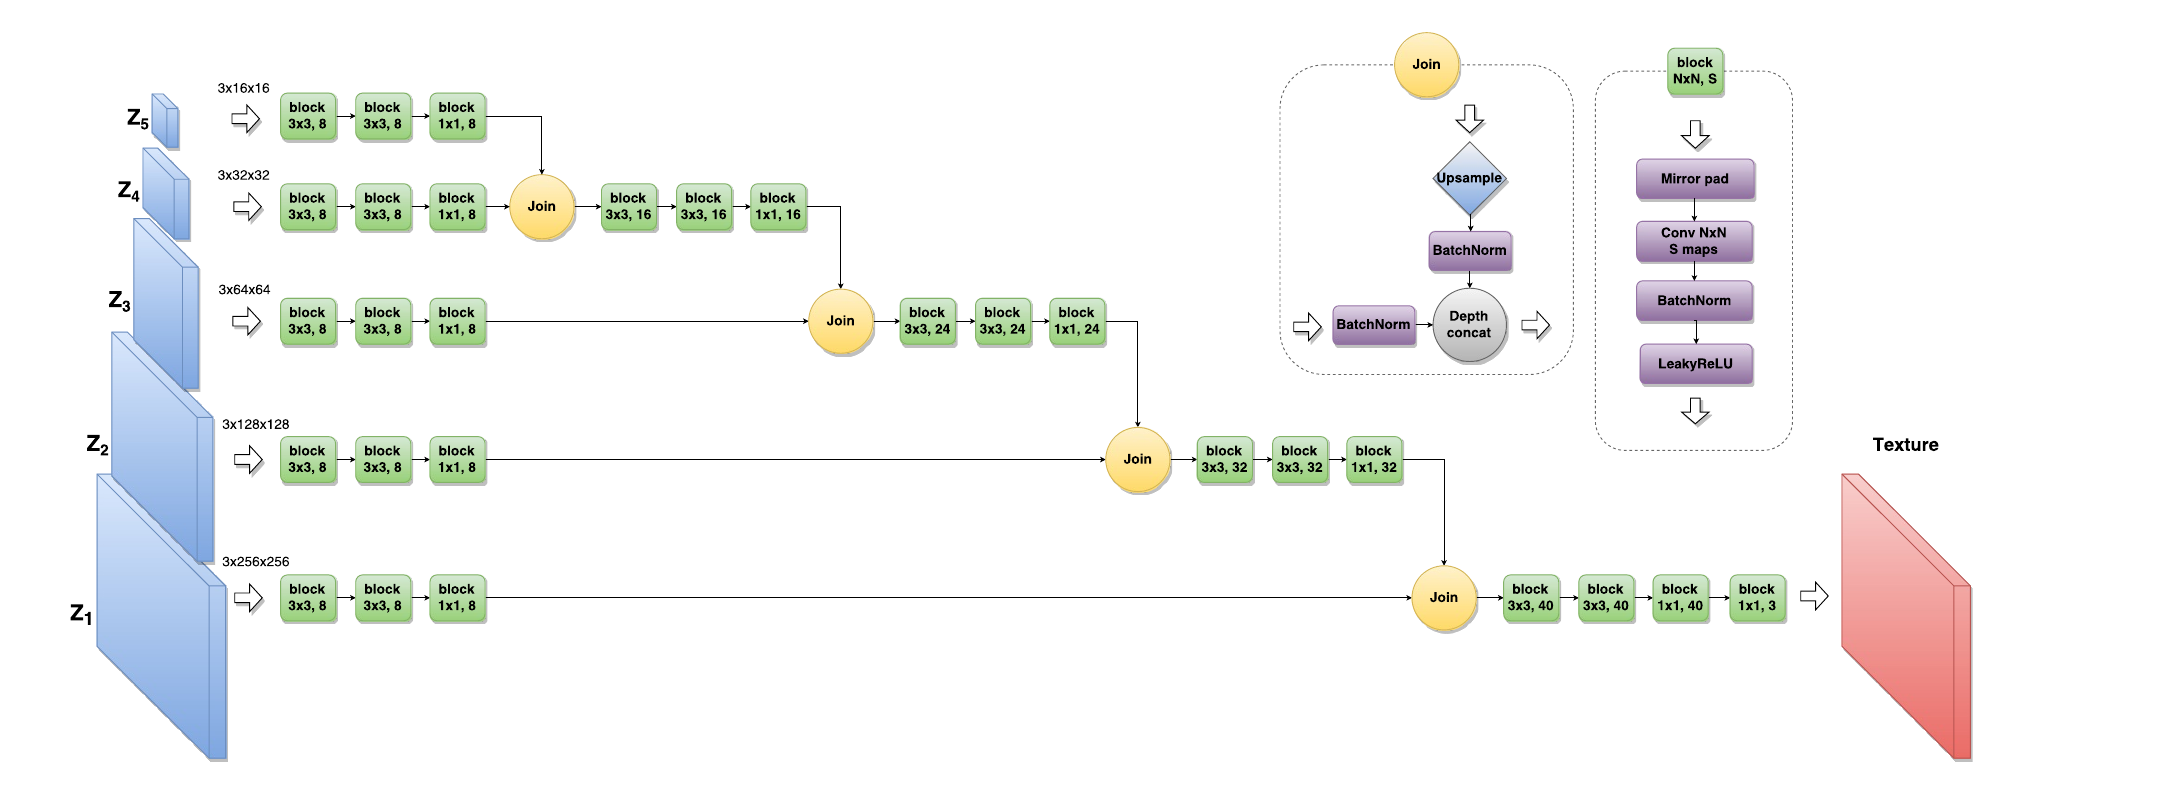 Z5
3x16x16
block
3x3, 8
block
3x3, 8
block
1x1, 8
Z4
3x32x32
block
3x3, 8
block
3x3, 8
block
1x1, 8
Join
block
3x3, 16
block
3x3, 16
block
1x1, 16
Z3
3x64x64
block
3x3, 8
block
3x3, 8
block
1x1, 8
Join
block
3x3, 24
block
3x3, 24
block
1x1, 24
Z2
3x128x128
block
3x3, 8
block
3x3, 8
block
1x1, 8
Join
block
3x3, 32
block
3x3, 32
block
1x1, 32
Z1
3x256x256
block
3x3, 8
block
3x3, 8
block
1x1, 8
Join
block
3x3, 40
block
3x3, 40
block
1x1, 40
block
1x1, 3
Texture
Join
Upsample
BatchNorm
BatchNorm
Depth
concat
block
NxN, S
Mirror pad
Conv NxN
S maps
BatchNorm
LeakyReLU